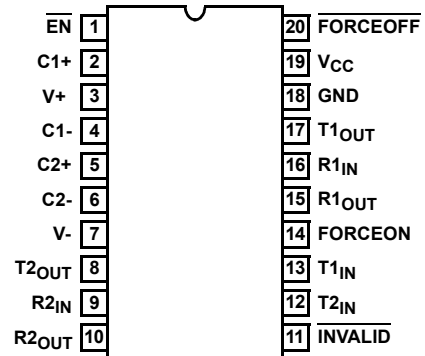 EN 1 20 FORCEOFF
C1+ 2 19 VCC
V+ 3 18 GND
C1- 4 17 T1OUT
C2+ 5 16 R1IN
C2- 6 15 R1OUT
V- 7 14 FORCEON
T2OUT 8 13 T1IN
R2IN 9 12 T2IN
R2OUT 10 11 INVALID